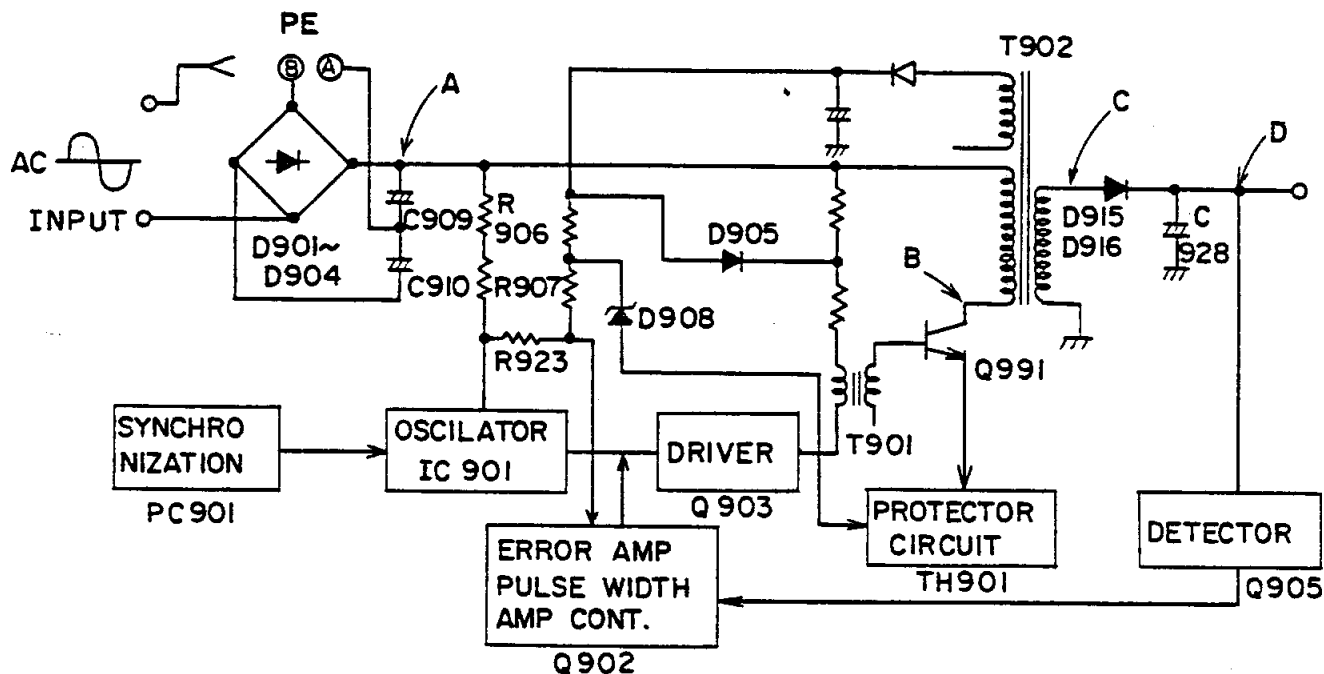 PE
B
A
T902
A
C
D
AC
INPUT
C909
R
906
D905
D915
D916
C
928
D901~
D904
C910
R907
B
D908
R923
Q991
SYNCHRO
NIZATION
PC901
OSCILATOR
IC 901
DRIVER
Q903
T901
PROTECTOR
CIRCUIT
TH901
DETECTOR
Q905
ERROR AMP
PULSE WIDTH
AMP CONT.
Q902